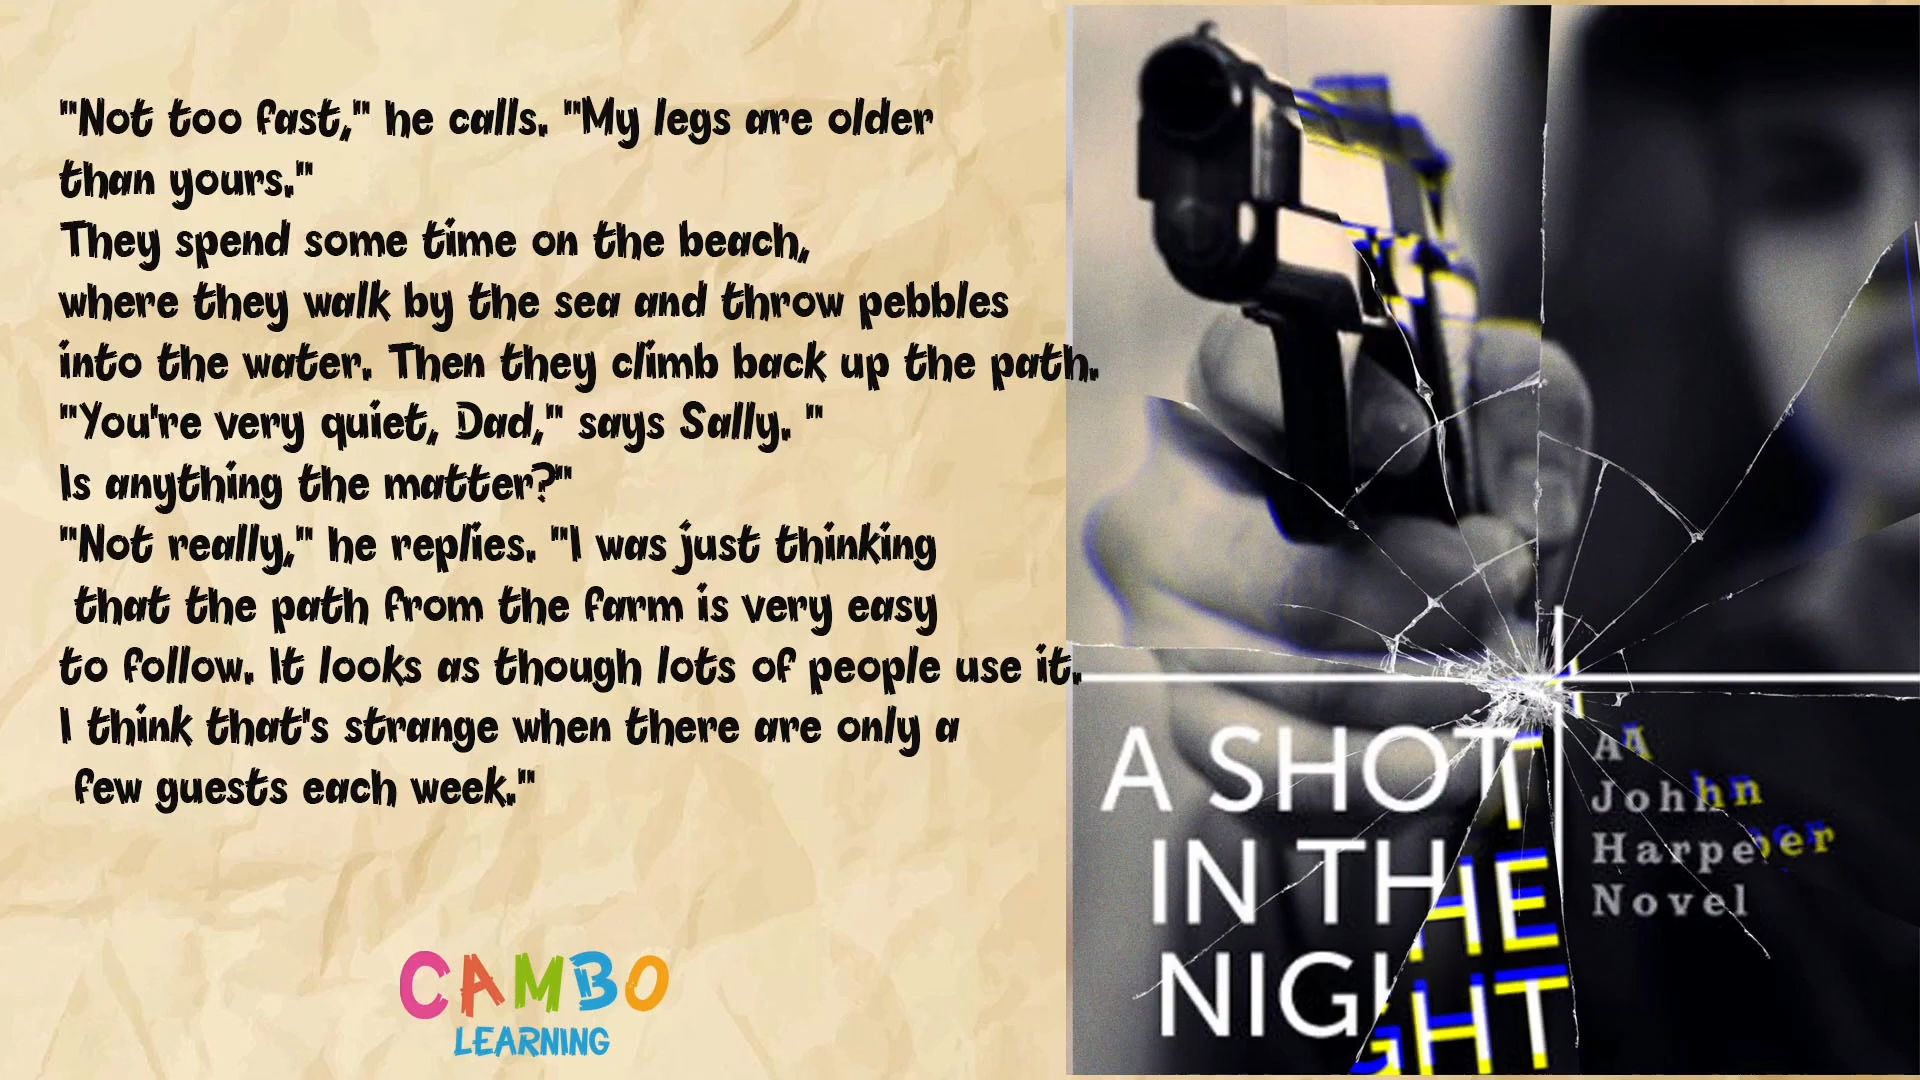 "Not too fast," he calls. "My legs are older
than yours."
They spend some time on the beach,
where they walk by the sea and throw pebbles
into the water. Then they climb back up the path.
"You're very quiet, Dad," says Sally. "
Is anything the matter?"
"Not really," he replies. "I was just thinking
that the path from the farm is very easy
to follow. It looks as though lots of people use it.
I think that's strange when there are only a
few guests each week."
CAMBO
LEARNING
A SHOT
IN THE
NIGHT
A
John
Harper
Novel